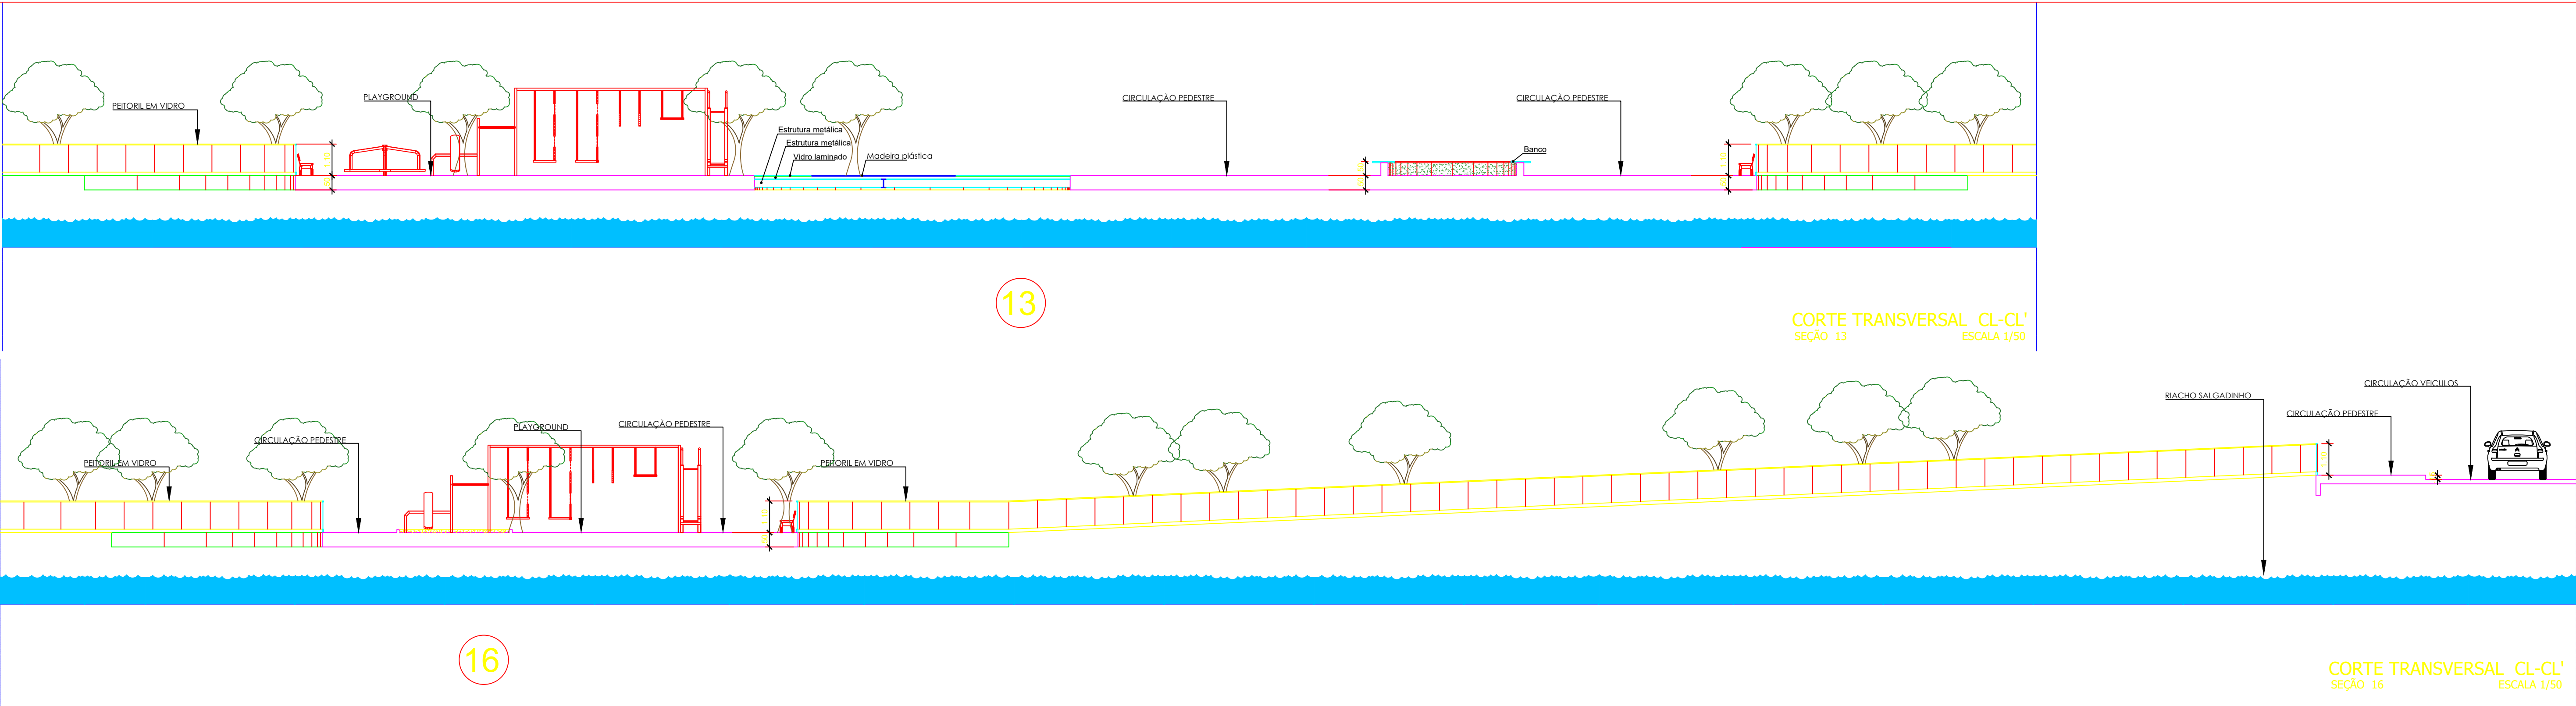 PEITORIL EM VIDRO
PLAYGROUND
Estrutura metálica
Estrutura metálica
Vidro laminado
Madeira plástica
CIRCULAÇÃO PEDESTRE
Banco
CIRCULAÇÃO PEDESTRE
13
CORTE TRANSVERSAL CL-CL'
SEÇÃO 13 ESCALA 1/50
PEITORIL EM VIDRO
CIRCULAÇÃO PEDESTRE
PLAYGROUND
CIRCULAÇÃO PEDESTRE
PEITORIL EM VIDRO
RIACHO SALGADINHO
CIRCULAÇÃO PEDESTRE
CIRCULAÇÃO VEICULOS
16
CORTE TRANSVERSAL CL-CL'
SEÇÃO 16 ESCALA 1/50